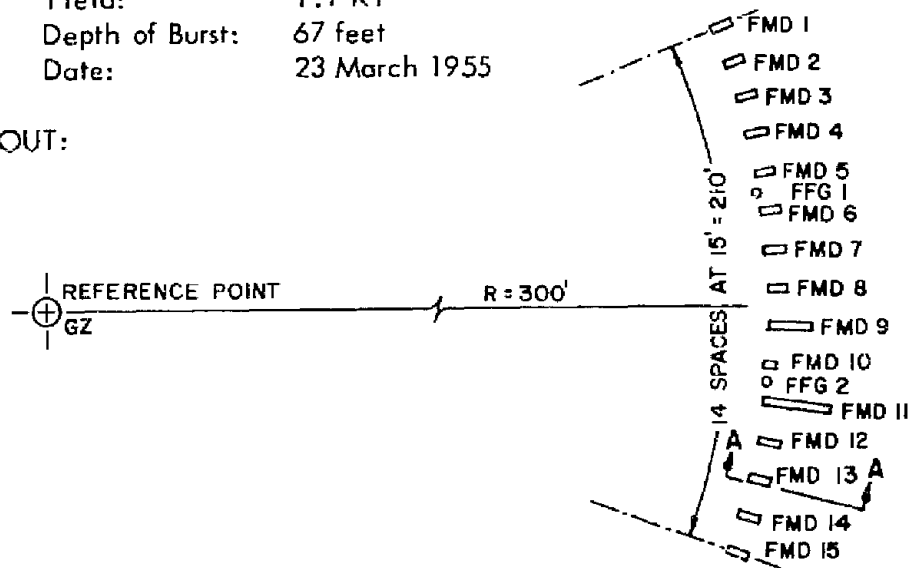 Depth of Burst: 67 feet
Date: 23 March 1955
OUT:
FMD 1
FMD 2
FMD 3
FMD 4
FMD 5
FFG 1
FMD 6
FMD 7
FMD 8
FMD 9
FMD 10
FFG 2
FMD 11
FMD 12
FMD 13
FMD 14
FMD 15
14 SPACES AT 15' = 210'
REFERENCE POINT
GZ
R = 300'
A
A